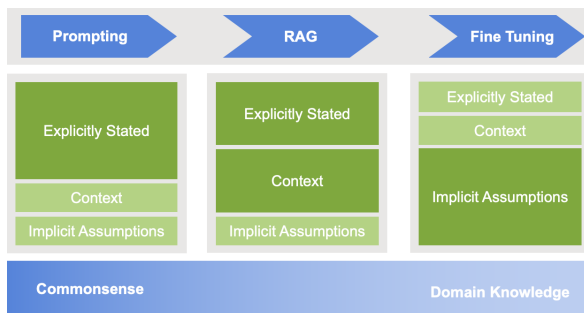 Prompting
RAG
Fine Tuning
Explicitly Stated
Context
Implicit Assumptions
Explicitly Stated
Context
Implicit Assumptions
Explicitly Stated
Context
Implicit Assumptions
Commonsense
Domain Knowledge